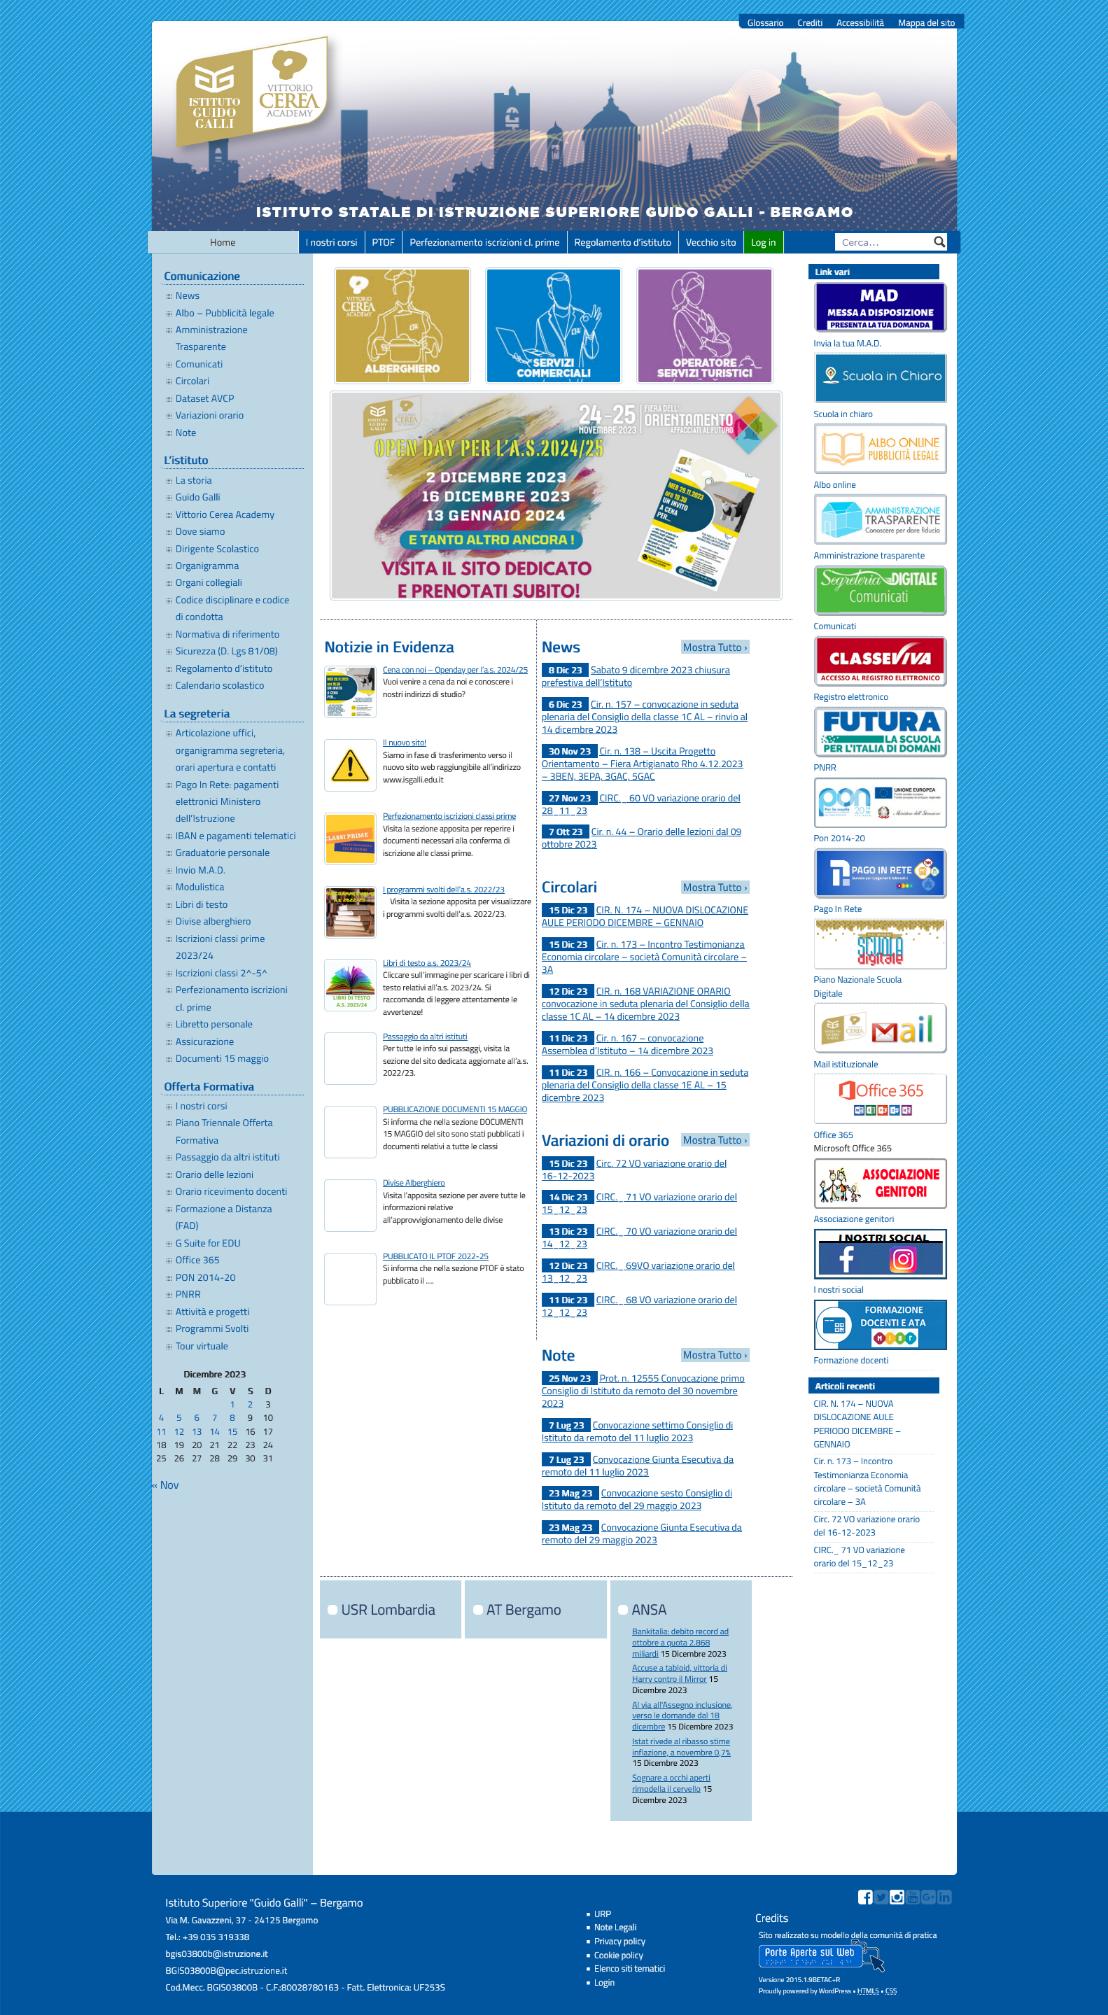 Glossario Crediti Accessibilità Mappa del sito
ISTITUTO
GUIDO
GALLI
VITTORIO
CEREA
ACADEMY
ISTITUTO STATALE DI ISTRUZIONE SUPERIORE GUIDO GALLI - BERGAMO
Home I nostri corsi PTOF Perfezionamento iscrizioni cl. prime Regolamento d'istituto Vecchio sito Log in Cerca...
Comunicazione
News
Albo – Pubblicità legale
Amministrazione
Trasparente
Comunicati
Circolari
Dataset AVCP
Variazioni orario
Note
L'istituto
La storia
Guido Galli
Vittorio Cerea Academy
Dove siamo
Dirigente Scolastico
Organigramma
Organi collegiali
Codice disciplinare e codice
di condotta
Normativa di riferimento
Sicurezza (D. Lgs 81/08)
Regolamento d'istituto
Calendario scolastico
La segreteria
Articolazione uffici,
organigramma segreteria,
orari apertura e contatti
Pago In Rete: pagamenti
elettronici Ministero
dell'Istruzione
IBAN e pagamenti telematici
Graduatorie personale
Invio M.A.D.
Modulistica
Libri di testo
Divise alberghiero
Iscrizioni classi prime
2023/24
Iscrizioni classi 2^-5^
Perfezionamento iscrizioni
cl. prime
Libretto personale
Assicurazione
Documenti 15 maggio
Offerta Formativa
I nostri corsi
Piano Triennale Offerta
Formativa
Passaggio da altri istituti
Orario delle lezioni
Orario ricevimento docenti
Formazione a Distanza
(FAD)
G Suite for EDU
Office 365
PON 2014-20
PNRR
Attività e progetti
Programmi Svolti
Tour virtuale
Dicembre 2023
L M M G V S D
1 2 3
4 5 6 7 8 9 10
11 12 13 14 15 16 17
18 19 20 21 22 23 24
25 26 27 28 29 30 31
« Nov
VITTORIO
CEREA
ACADEMY
ALBERGHIERO
SERVIZI
COMMERCIALI
OPERATORE
SERVIZI TURISTICI
24-25
NOVEMBRE 2023
FIERA DELL'
ORIENTAMENTO
AFFACCIATI AL FUTURO
OPEN DAY PER L'A.S.2024/25
2 DICEMBRE 2023
16 DICEMBRE 2023
13 GENNAIO 2024
E TANTO ALTRO ANCORA !
VISITA IL SITO DEDICATO
E PRENOTATI SUBITO!
UN INVITO
A CENA
PER...
Notizie in Evidenza
Cena con noi – Openday per l'a.s. 2024/25
Vuoi venire a cena da noi e conoscere i
nostri indirizzi di studio?
Il nuovo sito!
Siamo in fase di trasferimento verso il
nuovo sito web raggiungibile all'indirizzo
www.isgalli.edu.it
CLASSI PRIME
Perfezionamento iscrizioni classi prime
Visita la sezione apposita per reperire i
documenti necessari alla conferma di
iscrizione alle classi prime.
I programmi svolti dell'a.s. 2022/23
Visita la sezione apposita per visualizzare
i programmi svolti dell'a.s. 2022/23.
LIBRI DI TESTO
A.S. 2023/24
Libri di testo a.s. 2023/24
Cliccare sull'immagine per scaricare i libri di
testo relativi all'a.s. 2023/24. Si
raccomanda di leggere attentamente le
avvertenze!
Passaggio da altri istituti
Per tutte le info sui passaggi, visita la
sezione del sito dedicata aggiornate all'a.s.
2022/23.
PUBBLICAZIONE DOCUMENTI 15 MAGGIO
Si informa che nella sezione DOCUMENTI
15 MAGGIO del sito sono stati pubblicati i
documenti relativi a tutte le classi
Divise Alberghiero
Visita l'apposita sezione per avere tutte le
informazioni relative
all'approvvigionamento delle divise
PUBBLICATO IL PTOF 2022-25
Si informa che nella sezione PTOF è stato
pubblicato il ....
News Mostra Tutto ›
8 Dic 23 Sabato 9 dicembre 2023 chiusura
prefestiva dell'Istituto
6 Dic 23 Cir. n. 157 – convocazione in seduta
plenaria del Consiglio della classe 1C AL – rinvio al
14 dicembre 2023
30 Nov 23 Cir. n. 138 – Uscita Progetto
Orientamento – Fiera Artigianato Rho 4.12.2023
– 3BEN, 3EPA, 3GAC, 5GAC
27 Nov 23 CIRC._ 60 VO variazione orario del
28_11_23
7 Ott 23 Cir. n. 44 – Orario delle lezioni dal 09
ottobre 2023
Circolari Mostra Tutto ›
15 Dic 23 CIR. N. 174 – NUOVA DISLOCAZIONE
AULE PERIODO DICEMBRE – GENNAIO
15 Dic 23 Cir. n. 173 – Incontro Testimonianza
Economia circolare – società Comunità circolare –
3A
12 Dic 23 CIR. n. 168 VARIAZIONE ORARIO
convocazione in seduta plenaria del Consiglio della
classe 1C AL – 14 dicembre 2023
11 Dic 23 Cir. n. 167 – convocazione
Assemblea d'Istituto – 14 dicembre 2023
11 Dic 23 CIR. n. 166 – Convocazione in seduta
plenaria del Consiglio della classe 1E AL – 15
dicembre 2023
Variazioni di orario Mostra Tutto ›
15 Dic 23 Circ. 72 VO variazione orario del
16-12-2023
14 Dic 23 CIRC._ 71 VO variazione orario del
15_12_23
13 Dic 23 CIRC._ 70 VO variazione orario del
14_12_23
12 Dic 23 CIRC._ 69VO variazione orario del
13_12_23
11 Dic 23 CIRC._ 68 VO variazione orario del
12_12_23
Note Mostra Tutto ›
25 Nov 23 Prot. n. 12555 Convocazione primo
Consiglio di Istituto da remoto del 30 novembre
2023
7 Lug 23 Convocazione settimo Consiglio di
Istituto da remoto del 11 luglio 2023
7 Lug 23 Convocazione Giunta Esecutiva da
remoto del 11 luglio 2023
23 Mag 23 Convocazione sesto Consiglio di
Istituto da remoto del 29 maggio 2023
23 Mag 23 Convocazione Giunta Esecutiva da
remoto del 29 maggio 2023
USR Lombardia
AT Bergamo
ANSA
Bankitalia: debito record ad
ottobre a quota 2.868
miliardi 15 Dicembre 2023
Accuse a tabloid, vittoria di
Harry contro il Mirror 15
Dicembre 2023
Al via all'Assegno inclusione,
verso le domande dal 18
dicembre 15 Dicembre 2023
Istat rivede al ribasso stime
inflazione, a novembre 0,7%
15 Dicembre 2023
Sognare a occhi aperti
rimodella il cervello 15
Dicembre 2023
Link vari
MAD
MESSA A DISPOSIZIONE
PRESENTA LA TUA DOMANDA
Invia la tua M.A.D.
Scuola in Chiaro
Scuola in chiaro
ALBO ONLINE
PUBBLICITÀ LEGALE
Albo online
AMMINISTRAZIONE
TRASPARENTE
Conoscere per dare fiducia
Amministrazione trasparente
Segreteria DIGITALE
Comunicati
Comunicati
CLASSEVIVA
ACCESSO AL REGISTRO ELETTRONICO
Registro elettronico
FUTURA
LA SCUOLA
PER L'ITALIA DI DOMANI
PNRR
pon
UNIONE EUROPEA
Pon 2014-20
PAGO IN RETE
Pago In Rete
SCUOLA
digitale
Piano Nazionale Scuola
Digitale
Mail
Mail istituzionale
Office 365
Office 365
Microsoft Office 365
ASSOCIAZIONE
GENITORI
Associazione genitori
I NOSTRI SOCIAL
I nostri social
FORMAZIONE
DOCENTI E ATA
MIUR
Formazione docenti
Articoli recenti
CIR. N. 174 – NUOVA
DISLOCAZIONE AULE
PERIODO DICEMBRE –
GENNAIO
Cir. n. 173 – Incontro
Testimonianza Economia
circolare – società Comunità
circolare – 3A
Circ. 72 VO variazione orario
del 16-12-2023
CIRC._ 71 VO variazione
orario del 15_12_23
Istituto Superiore "Guido Galli" – Bergamo
Via M. Gavazzeni, 37 - 24125 Bergamo
Tel.: +39 035 319338
bgis03800b@istruzione.it
BGIS03800B@pec.istruzione.it
Cod.Mecc. BGIS03800B - C.F.:80028780163 - Fatt. Elettronica: UF253S
URP
Note Legali
Privacy policy
Cookie policy
Elenco siti tematici
Login
Credits
Sito realizzato su modello della comunità di pratica
Porte Aperte sul Web
Versione 2015.1.9BETAC+R
Proudly powered by WordPress • HTML5 • CSS